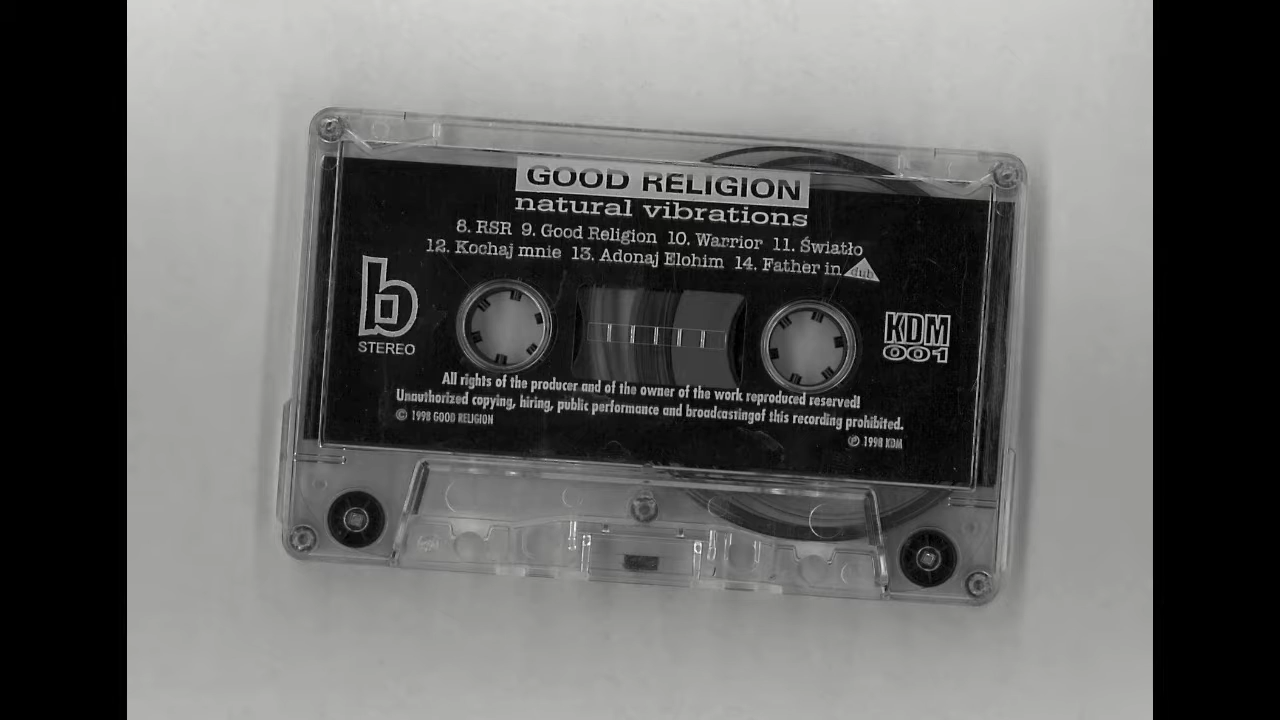 GOOD RELIGION
natural vibrations
8. RSR 9. Good Religion 10. Warrior 11. Światło
12. Kochaj mnie 13. Adonaj Elohim 14. Father in dub
b
STEREO
KDM
001
All rights of the producer and of the owner of the work reproduced reserved!
Unauthorized copying, hiring, public performance and broadcastingof this recording prohibited.
© 1998 GOOD RELIGION
℗ 1998 KDM